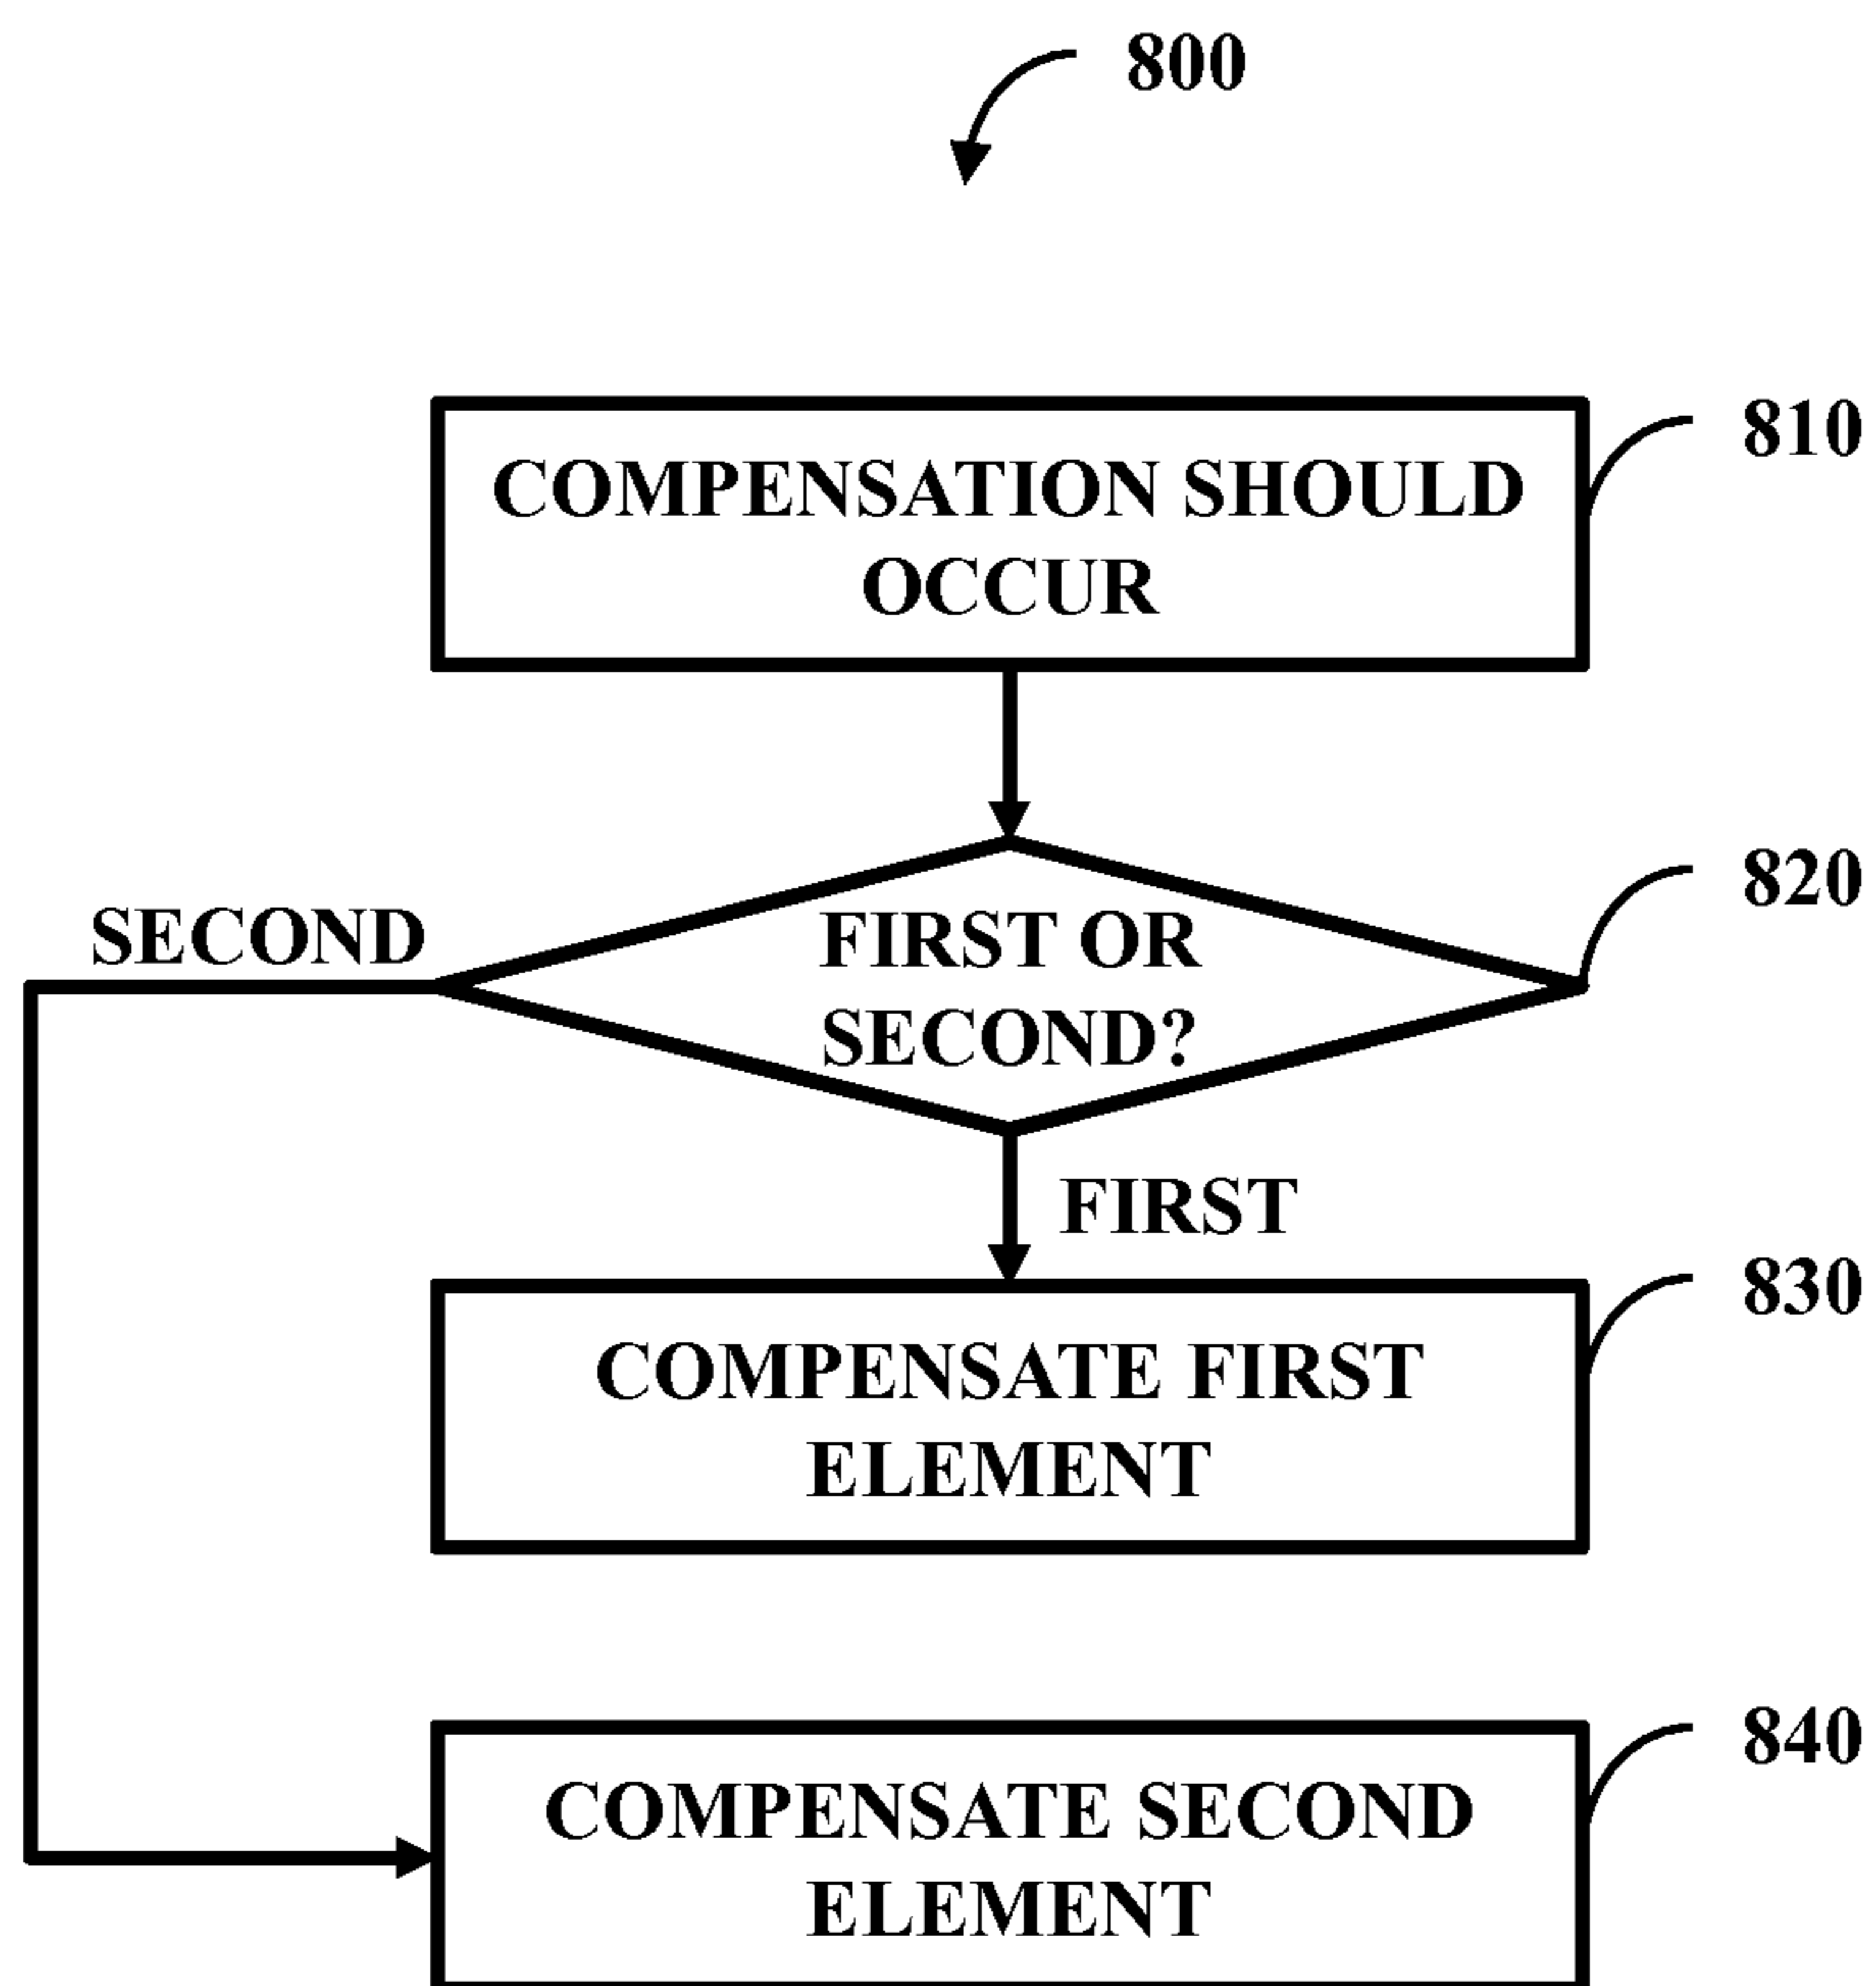 800
COMPENSATION SHOULD
OCCUR
810
FIRST OR
SECOND?
820
SECOND
FIRST
COMPENSATE FIRST
ELEMENT
830
COMPENSATE SECOND
ELEMENT
840